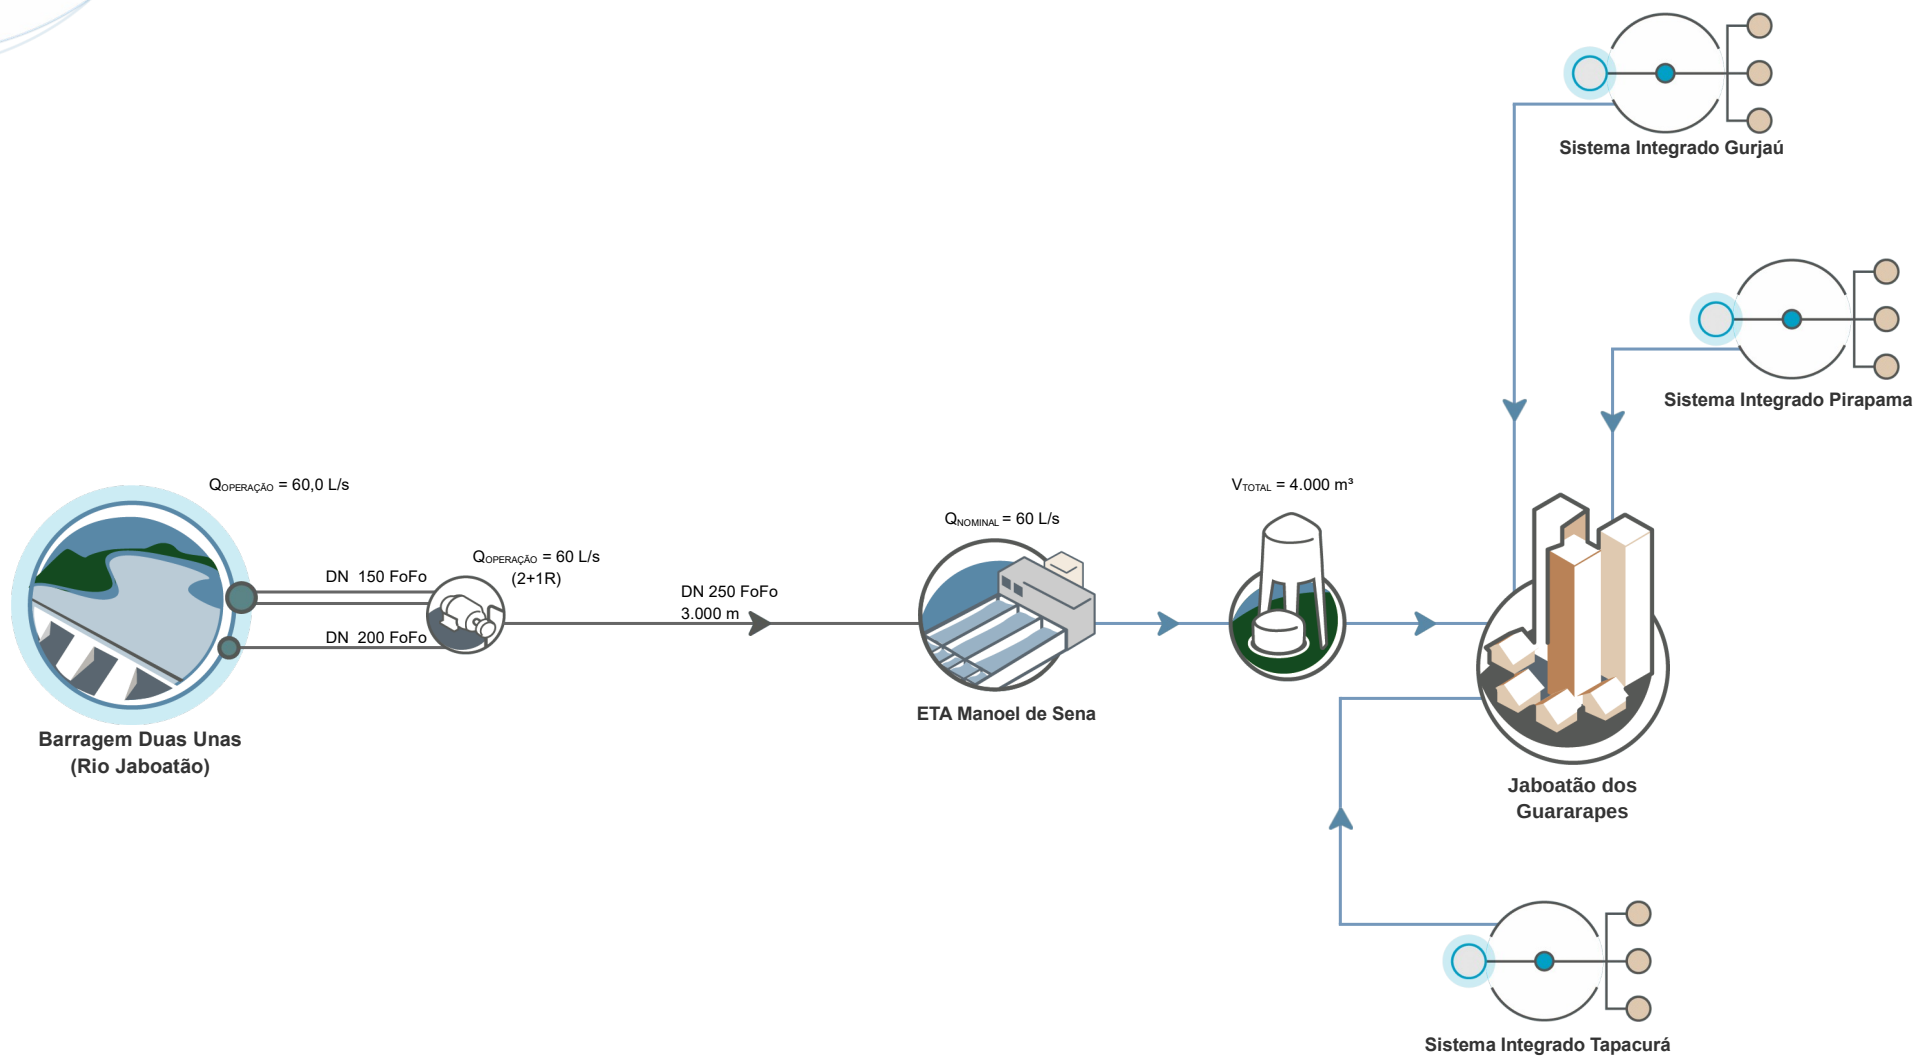 Sistema Integrado Gurjaú
Sistema Integrado Pirapama
QOPERAÇÃO = 60,0 L/s
DN 150 FoFo
DN 200 FoFo
Barragem Duas Unas
(Rio Jaboatão)
QOPERAÇÃO = 60 L/s
(2+1R)
DN 250 FoFo
3.000 m
QNOMINAL = 60 L/s
ETA Manoel de Sena
VTOTAL = 4.000 m³
Jaboatão dos
Guararapes
Sistema Integrado Tapacurá